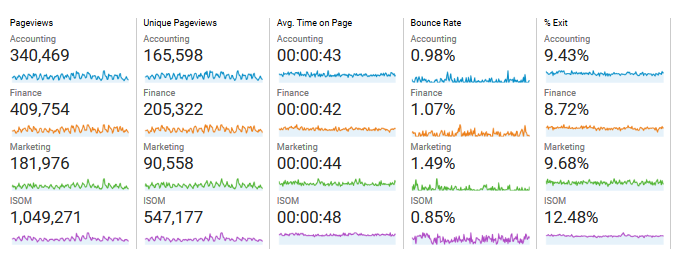 Pageviews Unique Pageviews Avg. Time on Page Bounce Rate % Exit
Accounting Accounting Accounting Accounting Accounting
340,469 165,598 00:00:43 0.98% 9.43%
Finance Finance Finance Finance Finance
409,754 205,322 00:00:42 1.07% 8.72%
Marketing Marketing Marketing Marketing Marketing
181,976 90,558 00:00:44 1.49% 9.68%
ISOM ISOM ISOM ISOM ISOM
1,049,271 547,177 00:00:48 0.85% 12.48%